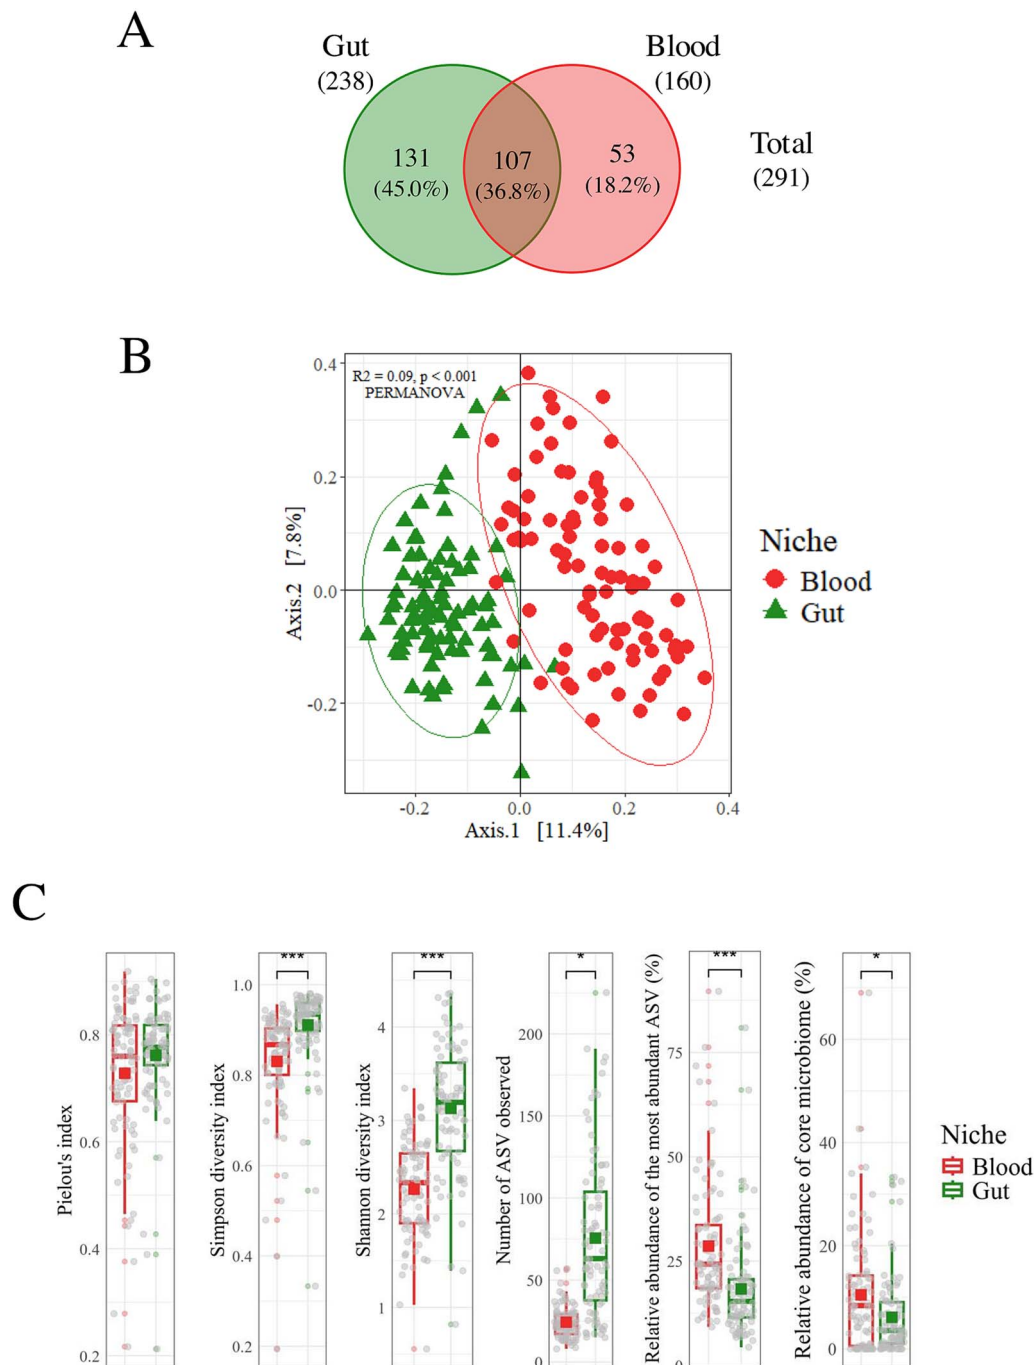 A
Gut
(238)
Blood
(160)
131
(45.0%)
107
(36.8%)
53
(18.2%)
Total
(291)
B
R2 = 0.09, p < 0.001
PERMANOVA
0.4
0.2
0.0
-0.2
Axis.2 [7.8%]
-0.2
0.0
0.2
0.4
Axis.1 [11.4%]
Niche
Blood
Gut
C
Pielou's index
0.8
0.6
0.4
0.2
Simpson diversity index
1.0
0.8
0.6
0.4
0.2
***
Shannon diversity index
4
3
2
1
***
Number of ASV observed
200
150
100
50
0
*
Relative abundance of the most abundant ASV (%)
75
50
25
0
***
Relative abundance of core microbiome (%)
60
40
20
0
*
Niche
Blood
Gut